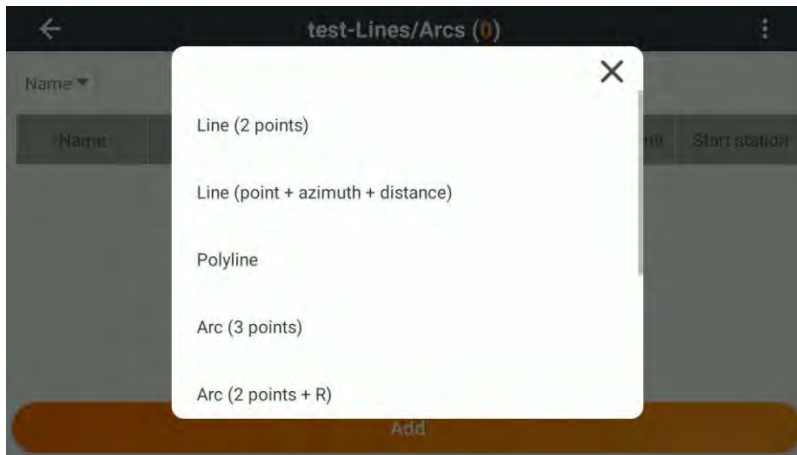 test-Lines/Arcs (0)
Name
Name Start station
Line (2 points)
Line (point + azimuth + distance)
Polyline
Arc (3 points)
Arc (2 points + R)
Add